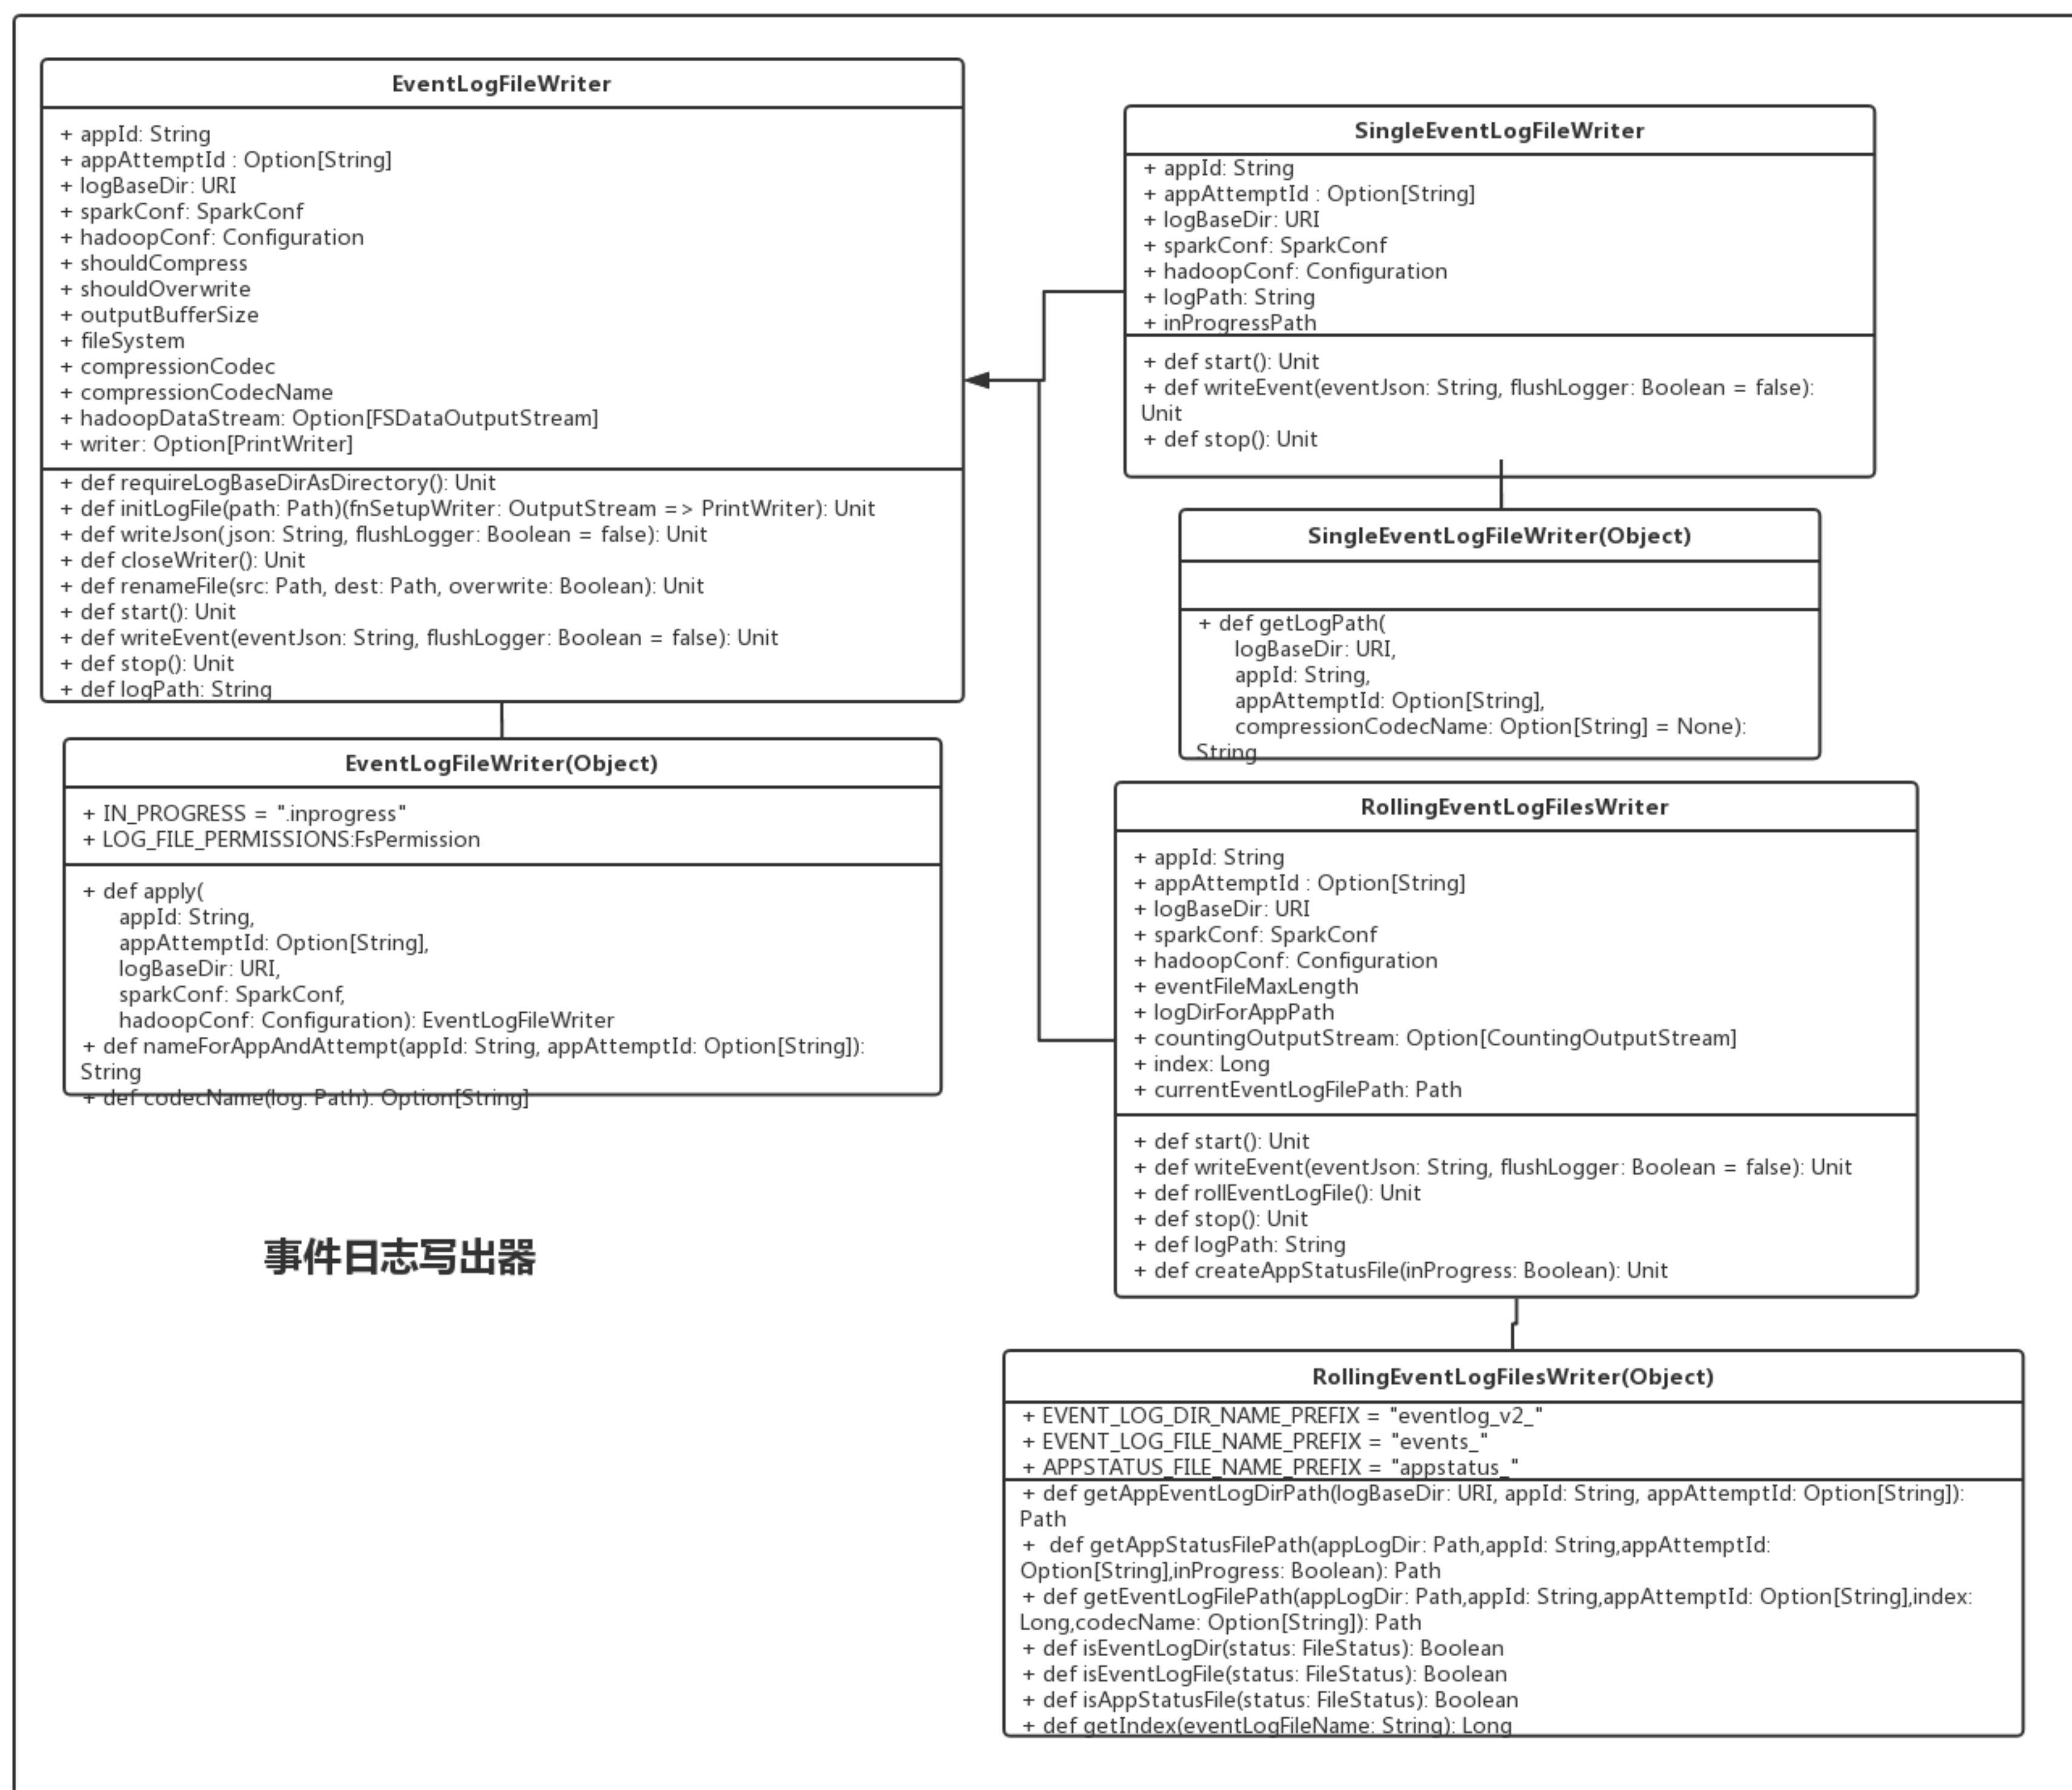 EventLogFileWriter
+ appId: String
+ appAttemptId : Option[String]
+ logBaseDir: URI
+ sparkConf: SparkConf
+ hadoopConf: Configuration
+ shouldCompress
+ shouldOverwrite
+ outputBufferSize
+ fileSystem
+ compressionCodec
+ compressionCodecName
+ hadoopDataStream: Option[FSDataOutputStream]
+ writer: Option[PrintWriter]
+ def requireLogBaseDirAsDirectory(): Unit
+ def initLogFile(path: Path)(fnSetupWriter: OutputStream => PrintWriter): Unit
+ def writeJson(json: String, flushLogger: Boolean = false): Unit
+ def closeWriter(): Unit
+ def renameFile(src: Path, dest: Path, overwrite: Boolean): Unit
+ def start(): Unit
+ def writeEvent(eventJson: String, flushLogger: Boolean = false): Unit
+ def stop(): Unit
+ def logPath: String
EventLogFileWriter(Object)
+ IN_PROGRESS = ".inprogress"
+ LOG_FILE_PERMISSIONS:FsPermission
+ def apply(
appId: String,
appAttemptId: Option[String],
logBaseDir: URI,
sparkConf: SparkConf,
hadoopConf: Configuration): EventLogFileWriter
+ def nameForAppAndAttempt(appId: String, appAttemptId: Option[String]):
String
+ def codecName(log: Path): Option[String]
事件日志写出器
SingleEventLogFileWriter
+ appId: String
+ appAttemptId : Option[String]
+ logBaseDir: URI
+ sparkConf: SparkConf
+ hadoopConf: Configuration
+ logPath: String
+ inProgressPath
+ def start(): Unit
+ def writeEvent(eventJson: String, flushLogger: Boolean = false):
Unit
+ def stop(): Unit
SingleEventLogFileWriter(Object)
+ def getLogPath(
logBaseDir: URI,
appId: String,
appAttemptId: Option[String],
compressionCodecName: Option[String] = None):
String
RollingEventLogFilesWriter
+ appId: String
+ appAttemptId : Option[String]
+ logBaseDir: URI
+ sparkConf: SparkConf
+ hadoopConf: Configuration
+ eventFileMaxLength
+ logDirForAppPath
+ countingOutputStream: Option[CountingOutputStream]
+ index: Long
+ currentEventLogFilePath: Path
+ def start(): Unit
+ def writeEvent(eventJson: String, flushLogger: Boolean = false): Unit
+ def rollEventLogFile(): Unit
+ def stop(): Unit
+ def logPath: String
+ def createAppStatusFile(inProgress: Boolean): Unit
RollingEventLogFilesWriter(Object)
+ EVENT_LOG_DIR_NAME_PREFIX = "eventlog_v2_"
+ EVENT_LOG_FILE_NAME_PREFIX = "events_"
+ APPSTATUS_FILE_NAME_PREFIX = "appstatus_"
+ def getAppEventLogDirPath(logBaseDir: URI, appId: String, appAttemptId: Option[String]):
Path
+ def getAppStatusFilePath(appLogDir: Path,appId: String,appAttemptId:
Option[String],inProgress: Boolean): Path
+ def getEventLogFilePath(appLogDir: Path,appId: String,appAttemptId: Option[String],index:
Long,codecName: Option[String]): Path
+ def isEventLogDir(status: FileStatus): Boolean
+ def isEventLogFile(status: FileStatus): Boolean
+ def isAppStatusFile(status: FileStatus): Boolean
+ def getIndex(eventLogFileName: String): Long